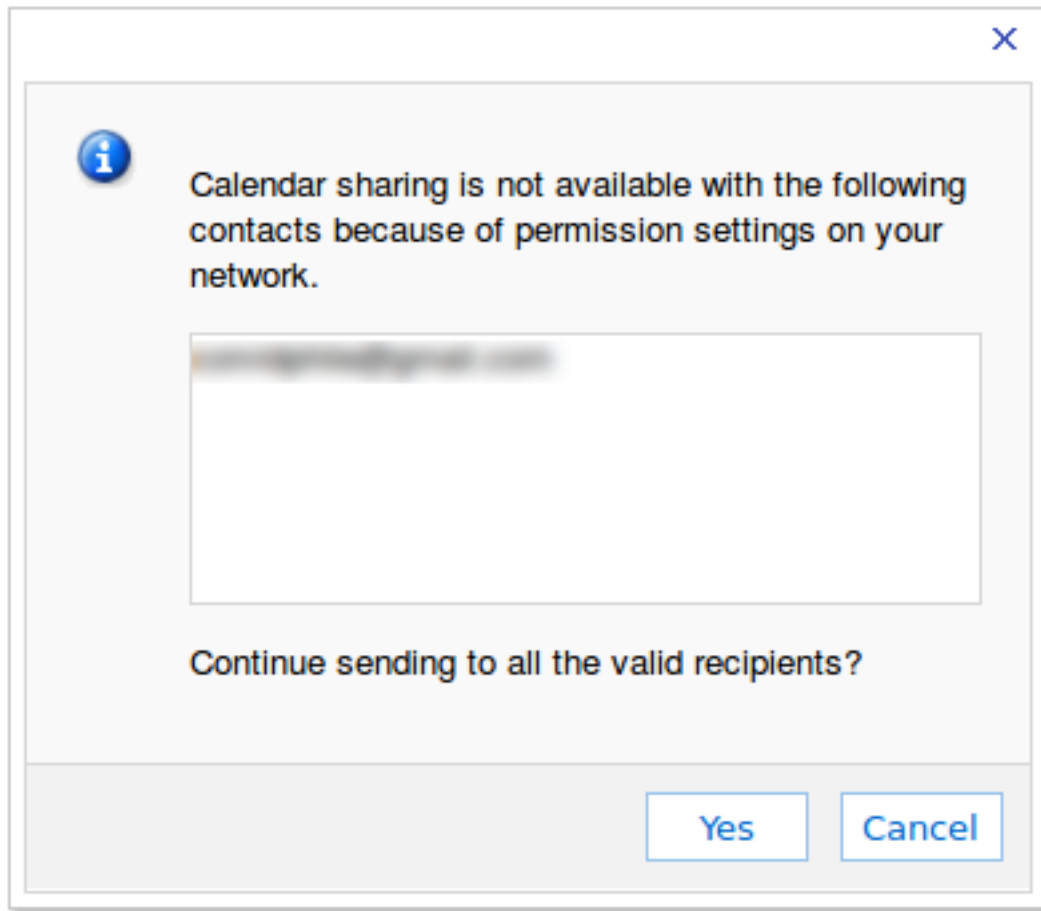 Calendar sharing is not available with the following
contacts because of permission settings on your
network.
Continue sending to all the valid recipients?
Yes
Cancel